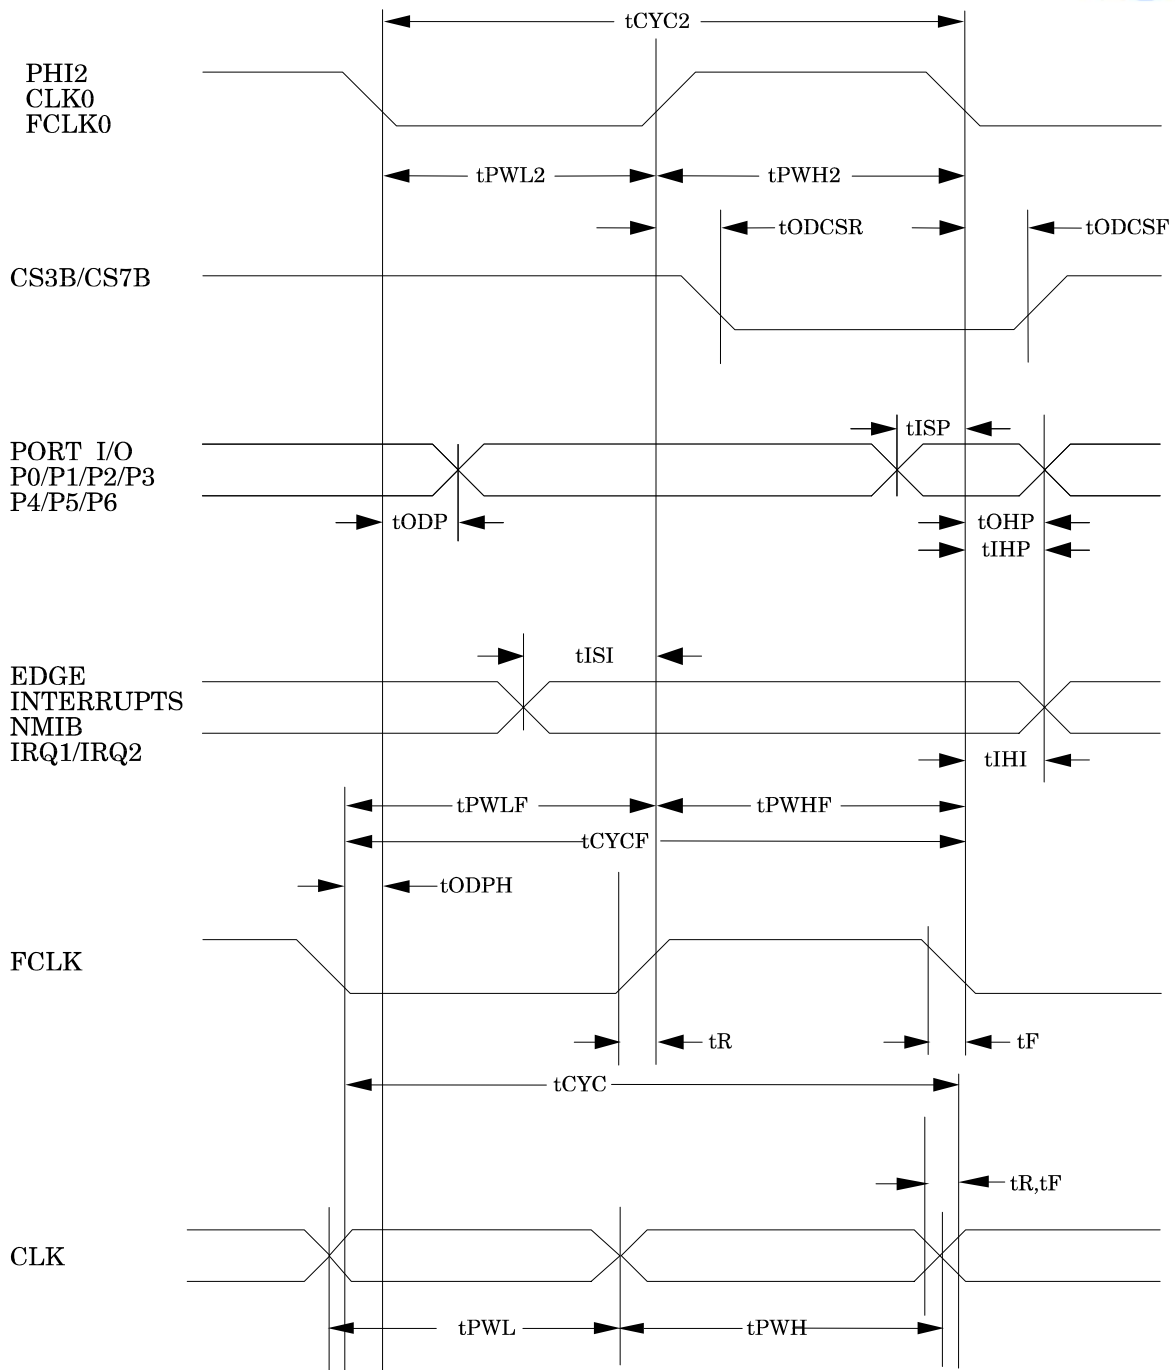 tCYC2
PHI2
CLK0
FCLK0
tPWL2
tPWH2
tODCSR
tODCSF
CS3B/CS7B
tISP
PORT I/O
P0/P1/P2/P3
P4/P5/P6
tODP
tOHP
tIHP
tISI
EDGE
INTERRUPTS
NMIB
IRQ1/IRQ2
tIHI
tPWLF
tPWHF
tCYCF
tODPH
FCLK
tR
tF
tCYC
tR,tF
CLK
tPWL
tPWH